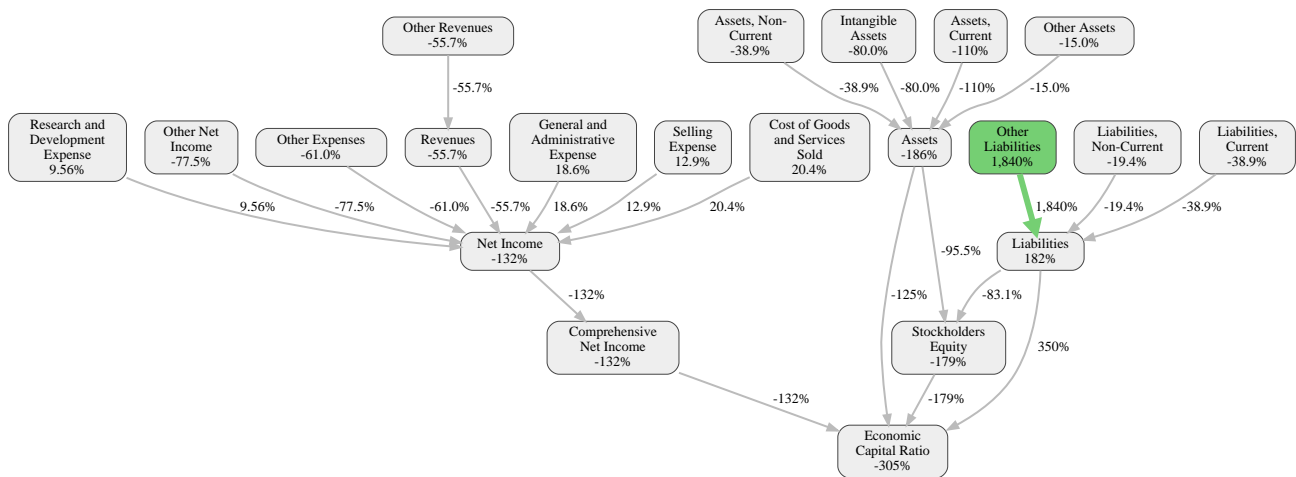 Other Revenues
-55.7%
Assets, Non-
Current
-38.9%
Intangible
Assets
-80.0%
Assets,
Current
-110%
Other Assets
-15.0%
-55.7%
-38.9%
-80.0%
-110%
-15.0%
Research and
Development
Expense
9.56%
Other Net
Income
-77.5%
Other Expenses
-61.0%
Revenues
-55.7%
General and
Administrative
Expense
18.6%
Selling
Expense
12.9%
Cost of Goods
and Services
Sold
20.4%
Assets
-186%
Other
Liabilities
1,840%
Liabilities,
Non-Current
-19.4%
Liabilities,
Current
-38.9%
9.56%
-77.5%
-61.0%
-55.7%
18.6%
12.9%
20.4%
1,840%
-19.4%
-38.9%
Net Income
-132%
Liabilities
182%
-95.5%
-132%
-125%
-83.1%
Comprehensive
Net Income
-132%
Stockholders
Equity
-179%
350%
-132%
-179%
Economic
Capital Ratio
-305%